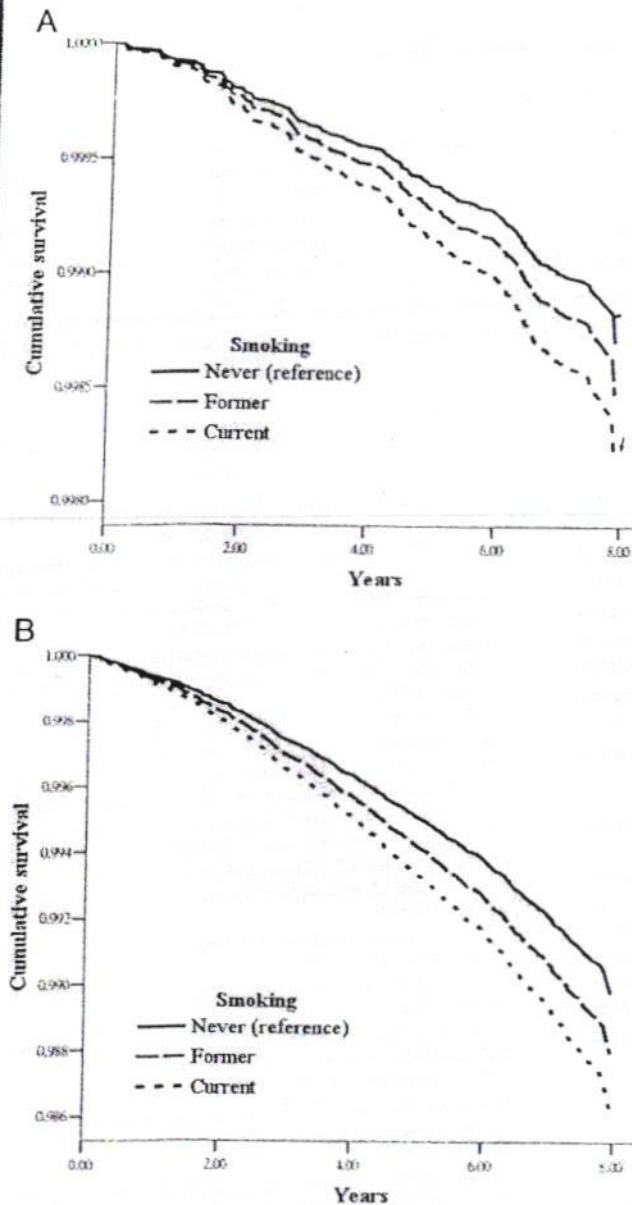 A
1.0000
0.9995
0.9990
0.9985
0.9980
Cumulative survival
Smoking
Never (reference)
Former
Current
0.00 2.00 4.00 6.00 8.00
Years
B
1.000
0.998
0.996
0.994
0.992
0.990
0.988
0.986
Cumulative survival
Smoking
Never (reference)
Former
Current
0.00 2.00 4.00 6.00 8.00
Years